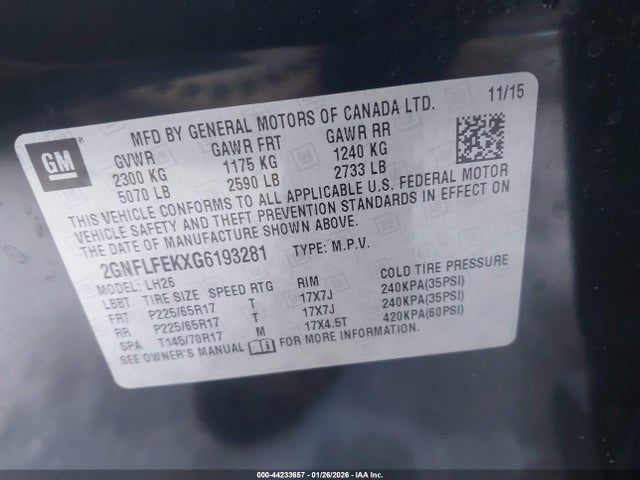 MFD BY GENERAL MOTORS OF CANADA LTD. 11/15
GM
GVWR GAWR FRT GAWR RR
2300 KG 1175 KG 1240 KG
5070 LB 2590 LB 2733 LB
THIS VEHICLE CONFORMS TO ALL APPLICABLE U.S. FEDERAL MOTOR
VEHICLE SAFETY AND THEFT PREVENTION STANDARDS IN EFFECT ON
THE DATE OF MANUFACTURE SHOWN ABOVE.
2GNFLFEKXG6193281 TYPE: M.P.V.
MODEL: LH26
LBBT TIRE SIZE SPEED RTG RIM COLD TIRE PRESSURE
FRT P225/65R17 T 17X7J 240KPA(35PSI)
RR P225/65R17 T 17X7J 240KPA(35PSI)
SPA T145/70R17 M 17X4.5T 420KPA(60PSI)
SEE OWNER'S MANUAL FOR MORE INFORMATION.
000-44233657 - 01/26/2026 - IAA Inc.